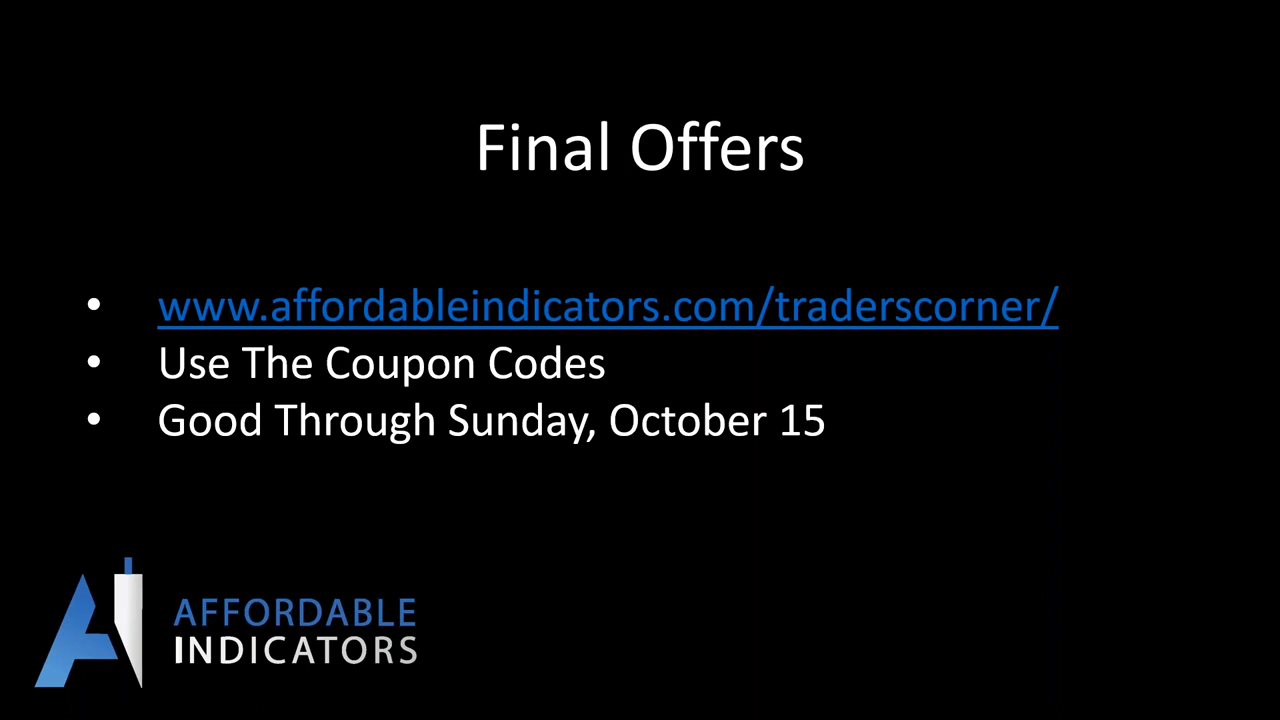 Final Offers
• www.affordableindicators.com/traderscorner/
• Use The Coupon Codes
• Good Through Sunday, October 15
AFFORDABLE
INDICATORS